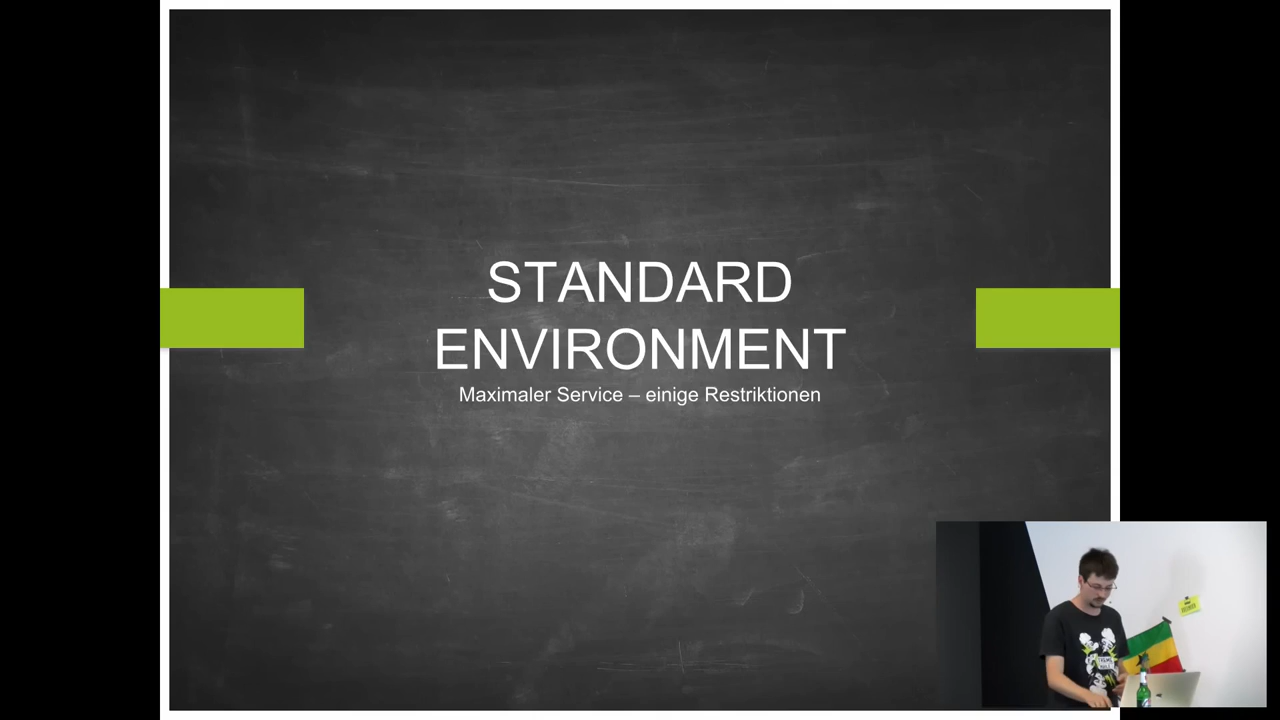 STANDARD
ENVIRONMENT
Maximaler Service – einige Restriktionen